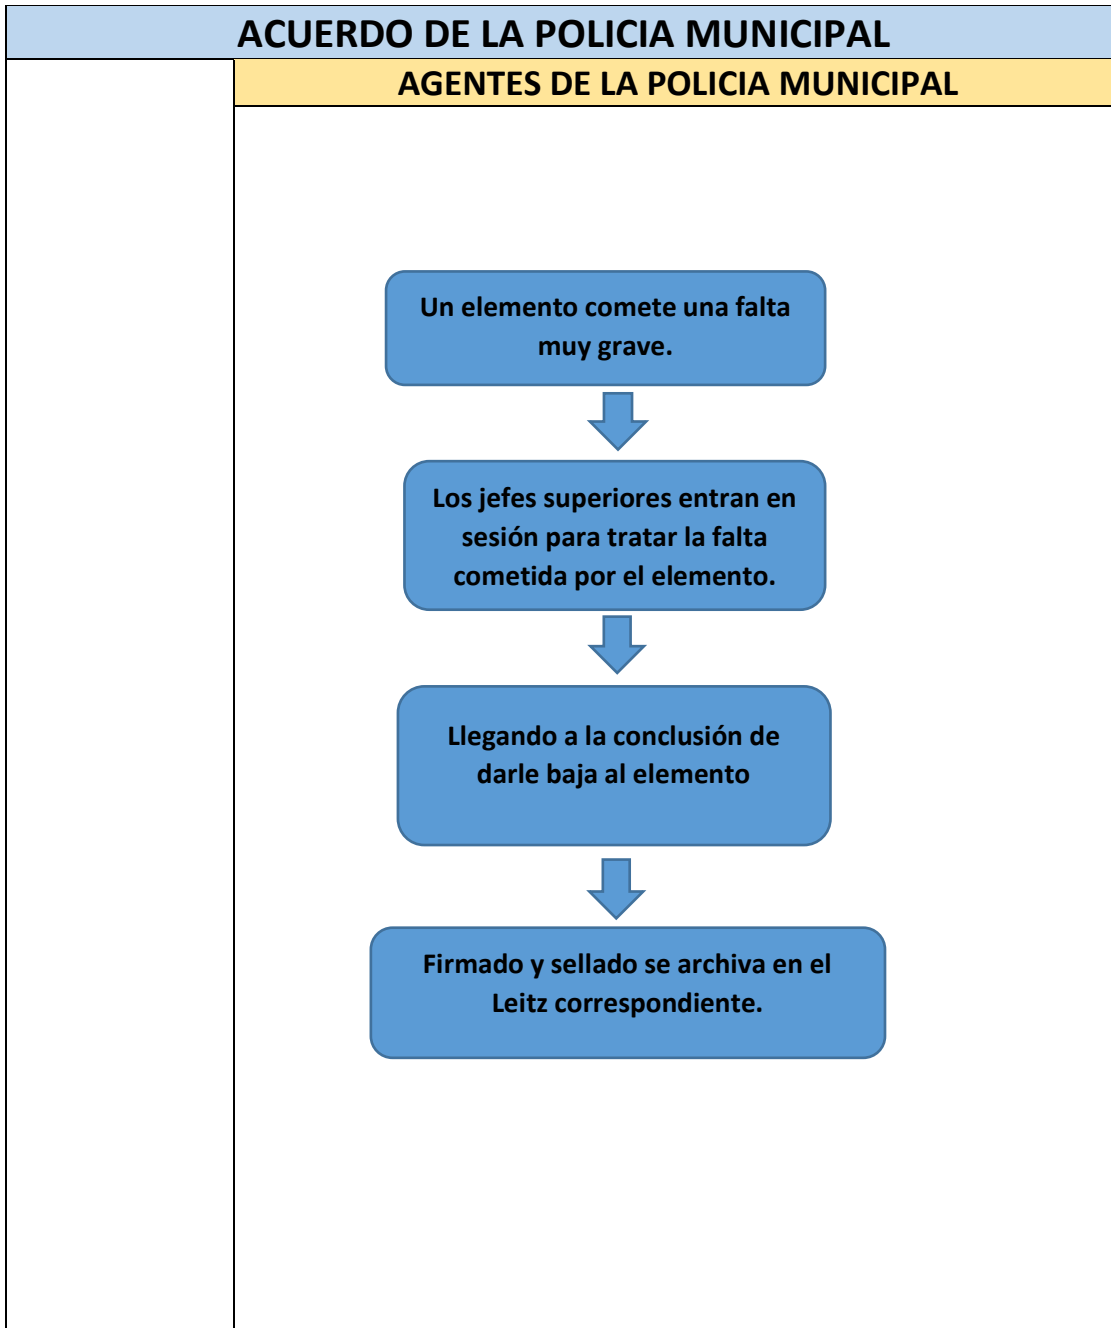 ACUERDO DE LA POLICIA MUNICIPAL
AGENTES DE LA POLICIA MUNICIPAL
Un elemento comete una falta
muy grave.
Los jefes superiores entran en
sesión para tratar la falta
cometida por el elemento.
Llegando a la conclusión de
darle baja al elemento
Firmado y sellado se archiva en el
Leitz correspondiente.